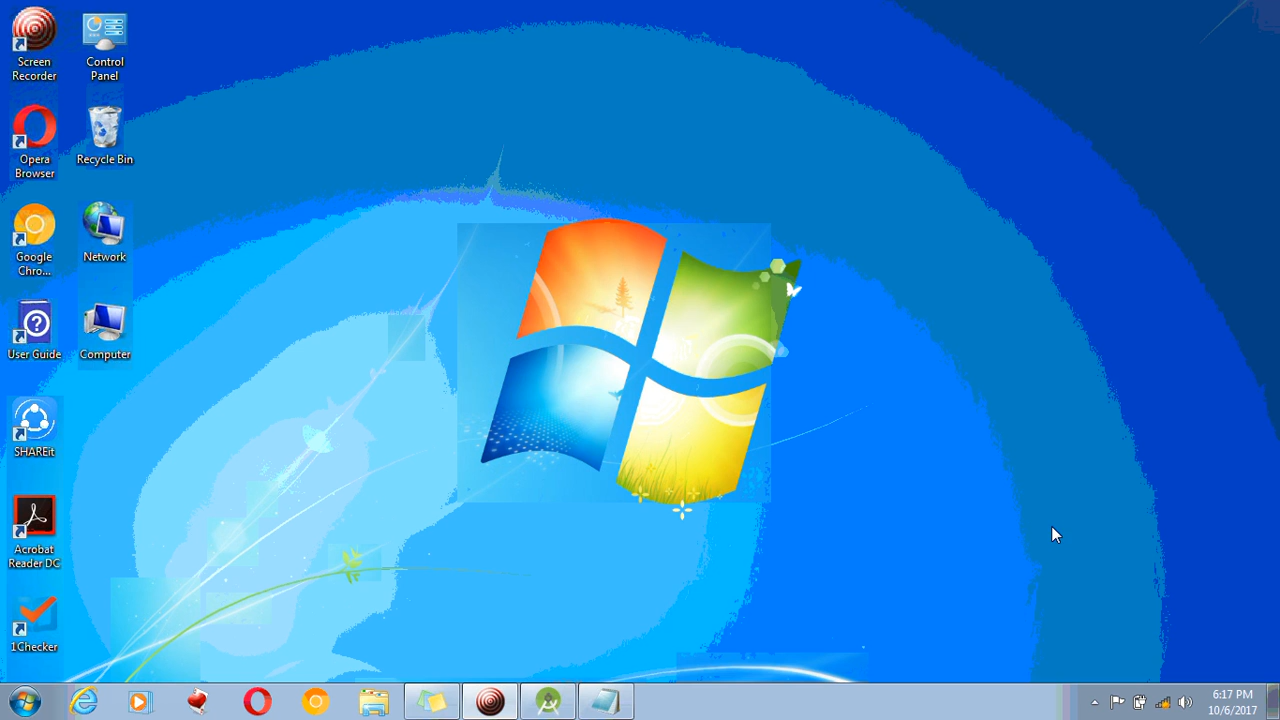 Screen
Recorder
Control
Panel
Opera
Browser
Recycle Bin
Google
Chro...
Network
User Guide
Computer
SHAREit
Acrobat
Reader DC
1Checker
6:17 PM
10/6/2017